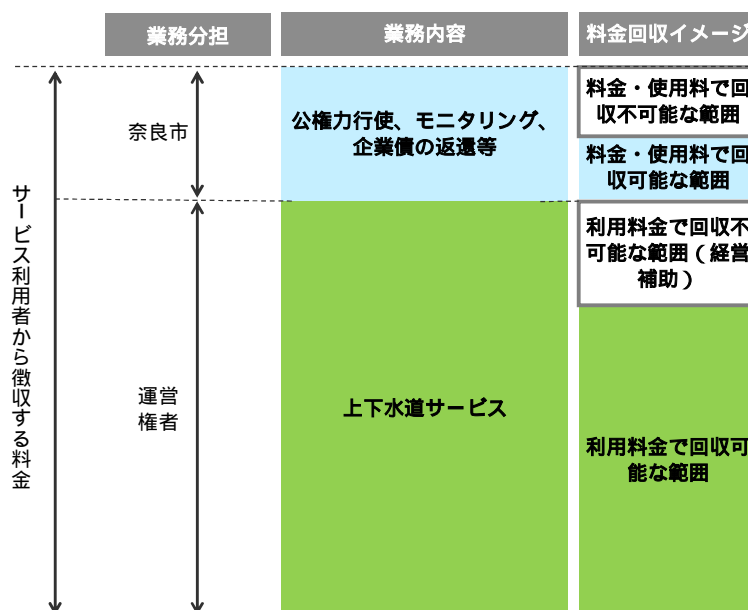 業務分担
業務内容
料金回収イメージ
サービス利用者から徴収する料金
奈良市
公権力行使、モニタリング、
企業債の返還等
料金・使用料で回
収不可能な範囲
料金・使用料で回
収可能な範囲
利用料金で回収不
可能な範囲（経営
補助）
運営
権者
上下水道サービス
利用料金で回収可
能な範囲